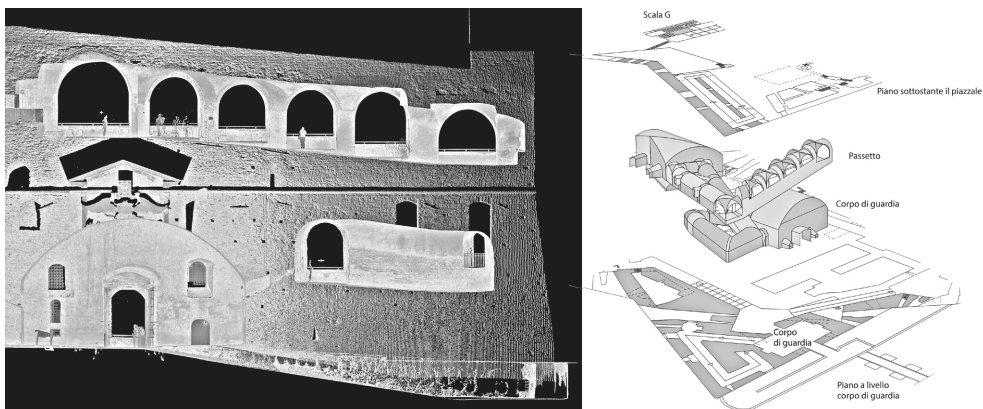 Scala G
Piano sottostante il piazzale
Passetto
Corpo di guardia
Corpo
di guardia
Piano a livello
corpo di guardia